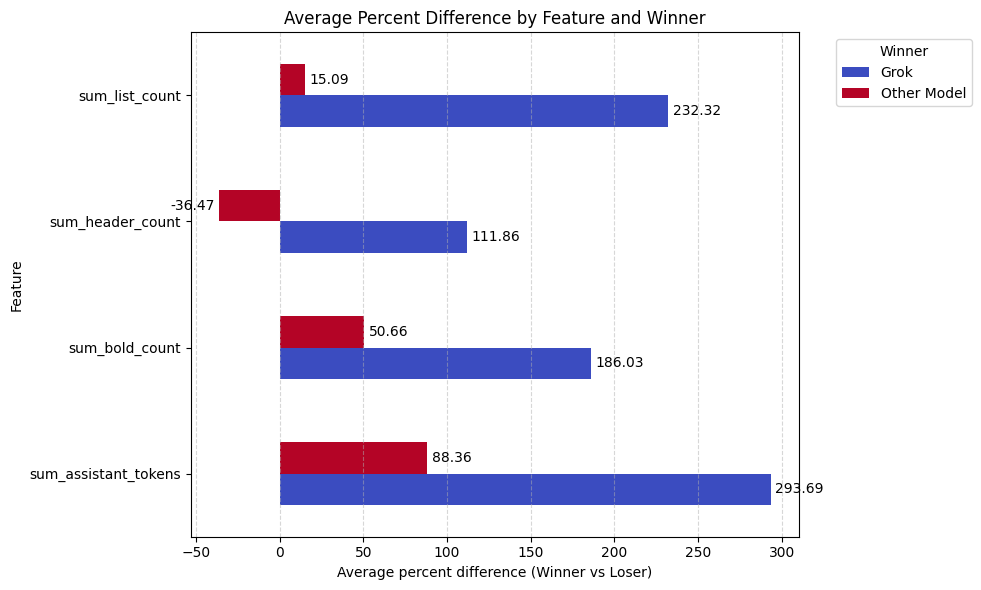 Average Percent Difference by Feature and Winner
Winner
Grok
Other Model
Feature
sum_list_count
15.09
232.32
sum_header_count
-36.47
111.86
sum_bold_count
50.66
186.03
sum_assistant_tokens
88.36
293.69
−50 0 50 100 150 200 250 300
Average percent difference (Winner vs Loser)